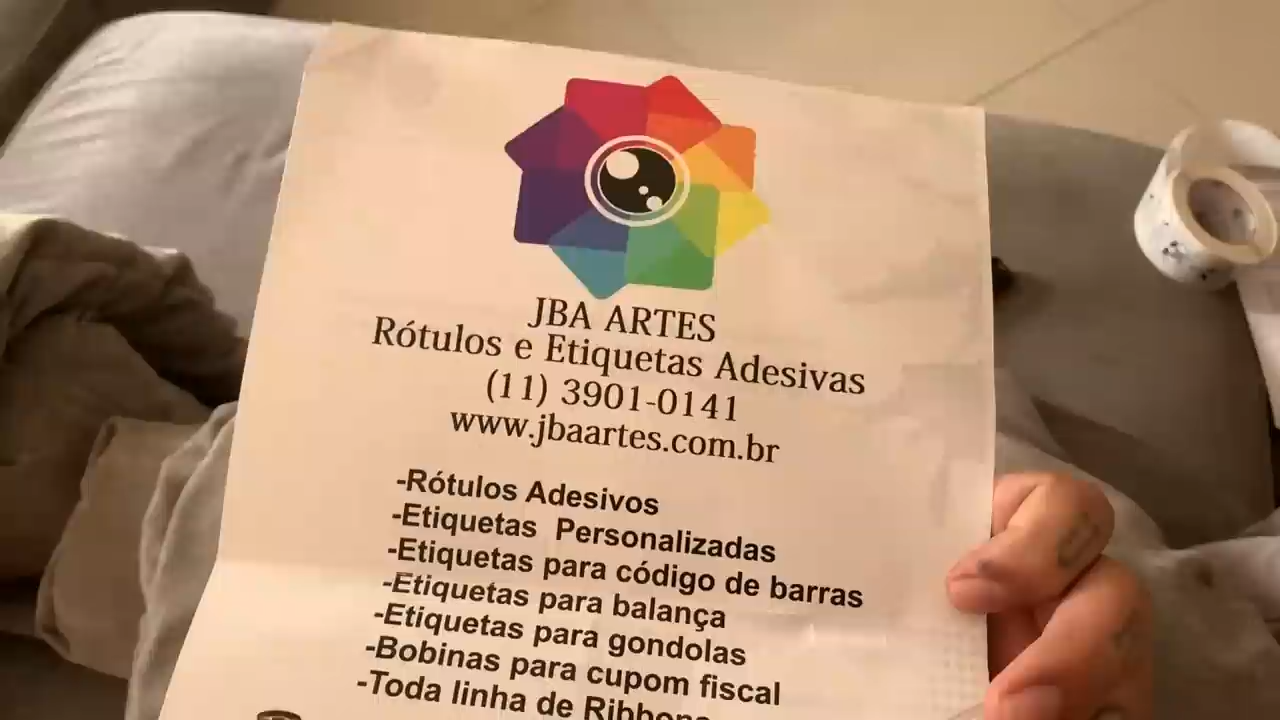 JBA ARTES
Rótulos e Etiquetas Adesivas
(11) 3901-0141
www.jbaartes.com.br
-Rótulos Adesivos
-Etiquetas Personalizadas
-Etiquetas para código de barras
-Etiquetas para balança
-Etiquetas para gondolas
-Bobinas para cupom fiscal
-Toda linha de Ribbons